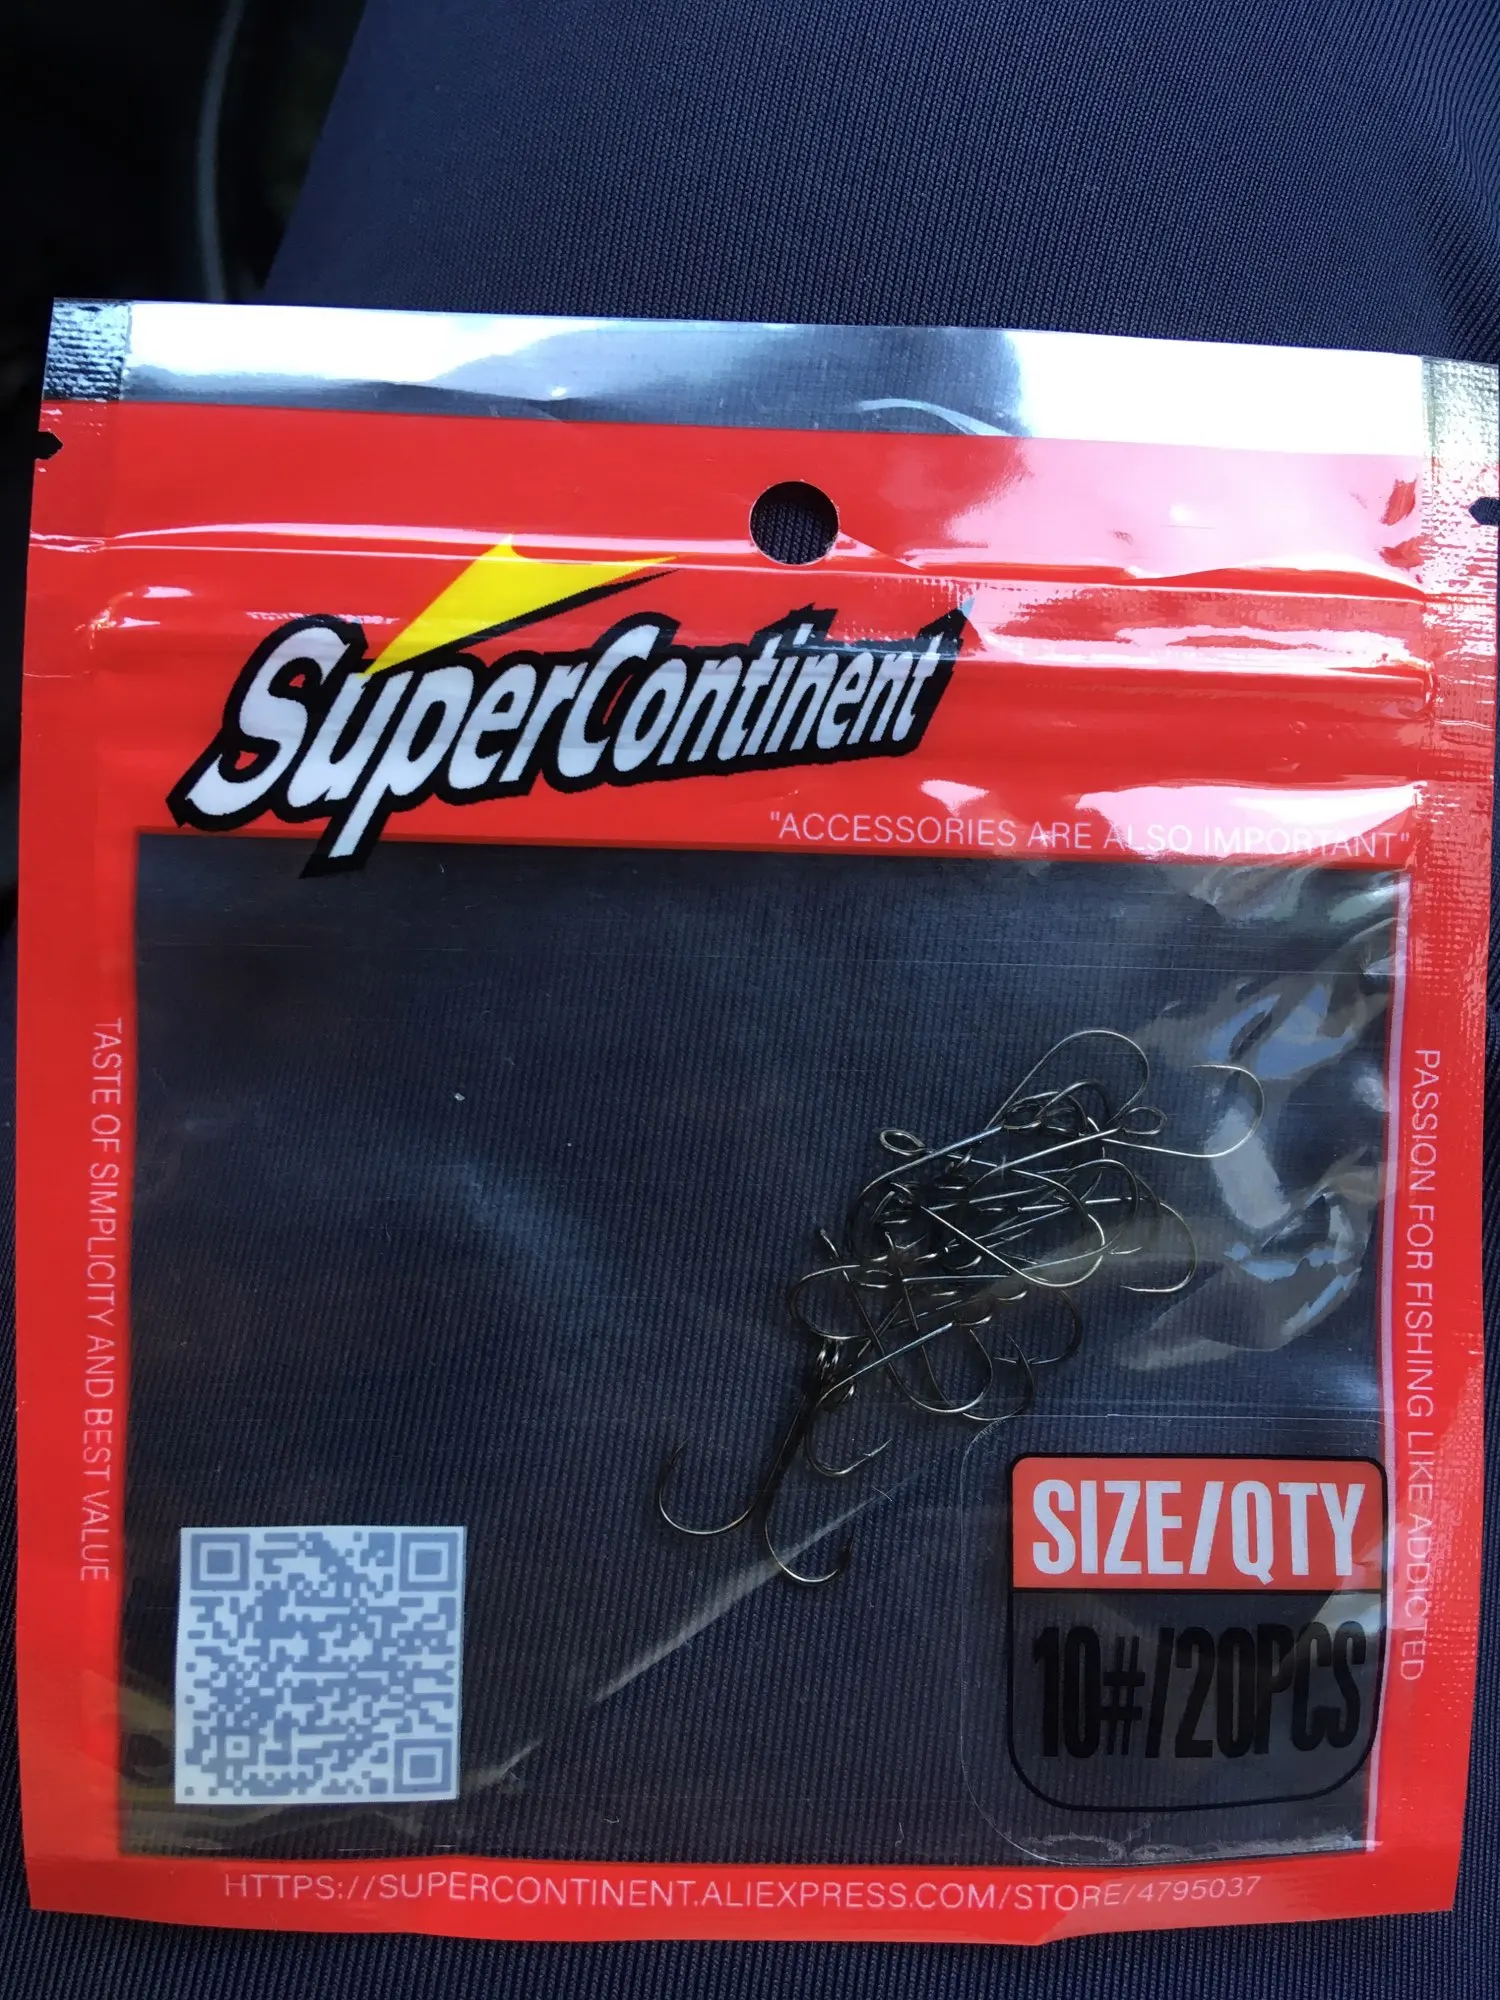 SuperContinent
"ACCESSORIES ARE ALSO IMPORTANT"
TASTE OF SIMPLICITY AND BEST VALUE
PASSION FOR FISHING LIKE ADDICTED
SIZE/QTY
10#/20PCS
HTTPS://SUPERCONTINENT.ALIEXPRESS.COM/STORE/4795037